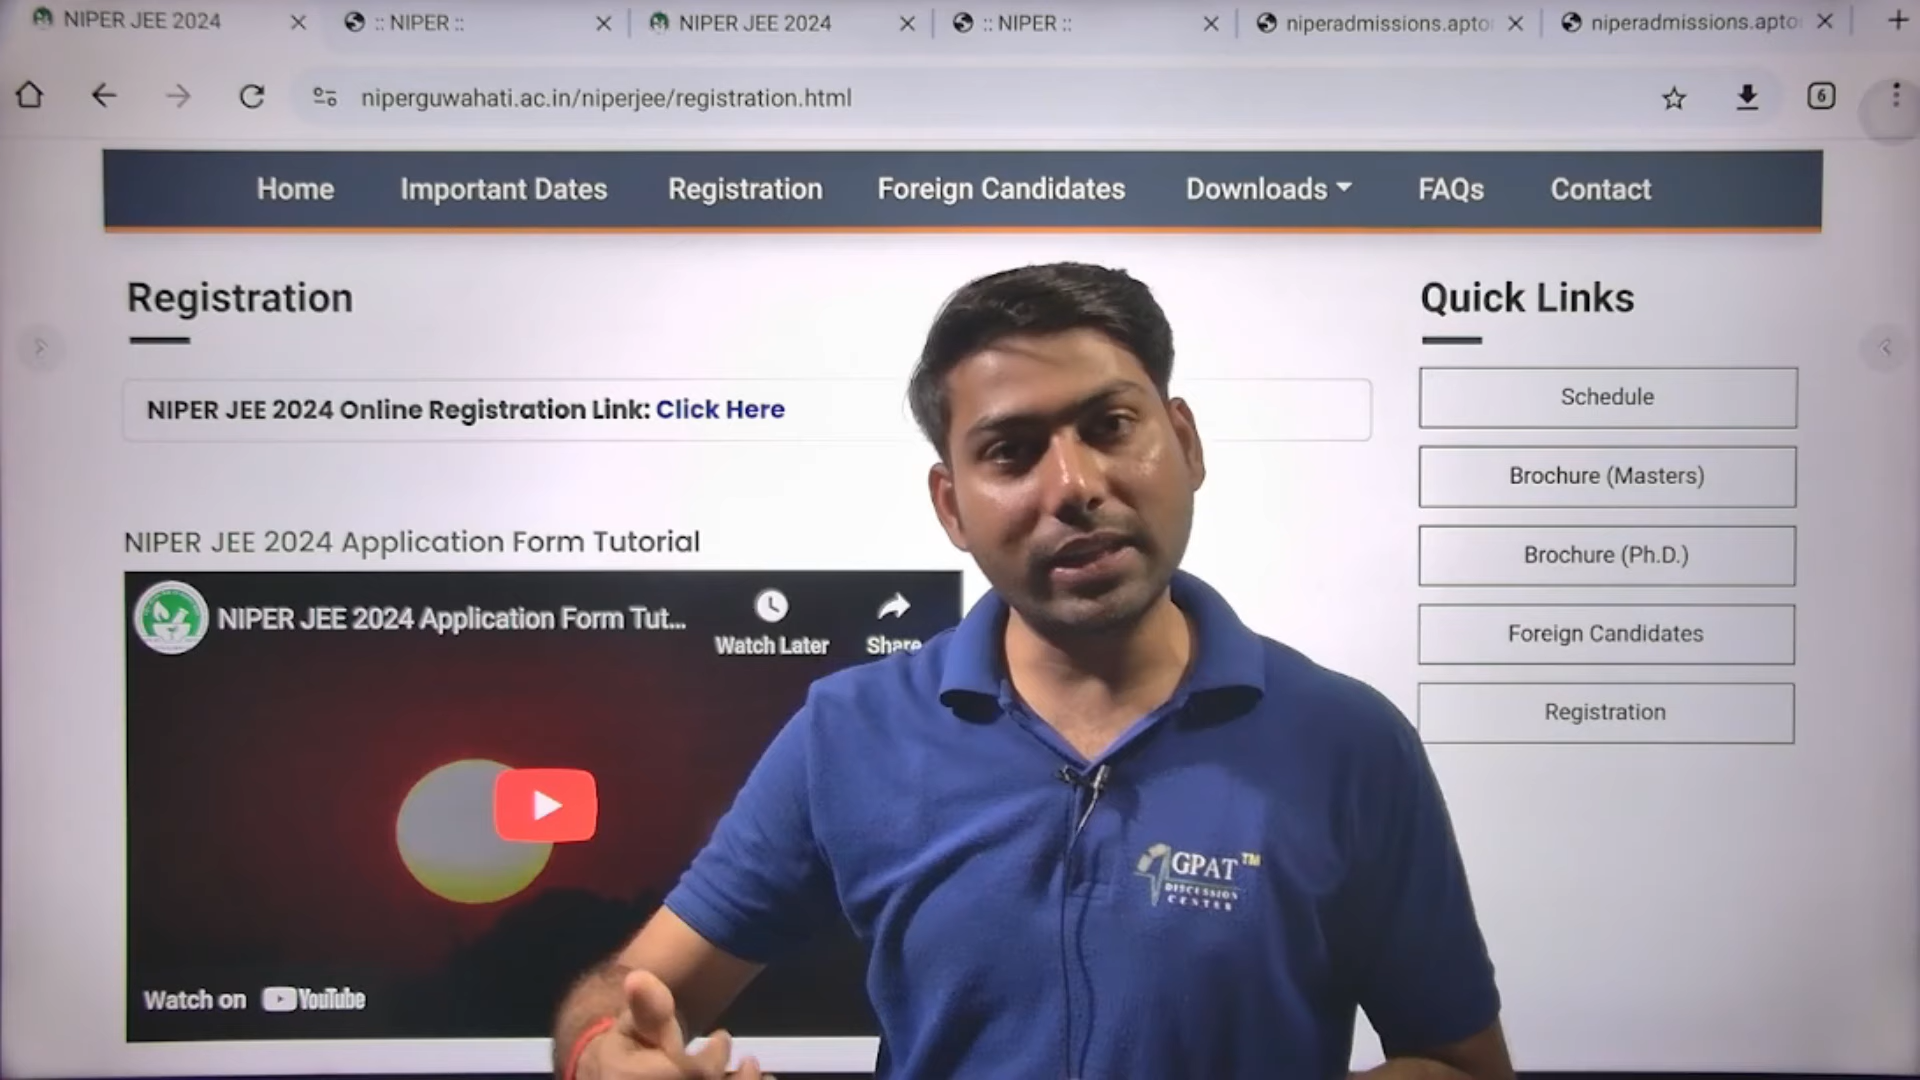 NIPER JEE 2024
:: NIPER ::
NIPER JEE 2024
:: NIPER ::
niperadmissions.apto
niperadmissions.apto
niperguwahati.ac.in/niperjee/registration.html
6
Home
Important Dates
Registration
Foreign Candidates
Downloads
FAQs
Contact
Registration
NIPER JEE 2024 Online Registration Link: Click Here
NIPER JEE 2024 Application Form Tutorial
NIPER JEE 2024 Application Form Tut...
Watch Later
Share
Watch on YouTube
Quick Links
Schedule
Brochure (Masters)
Brochure (Ph.D.)
Foreign Candidates
Registration
GPAT TM
DISCUSSION
CENTER